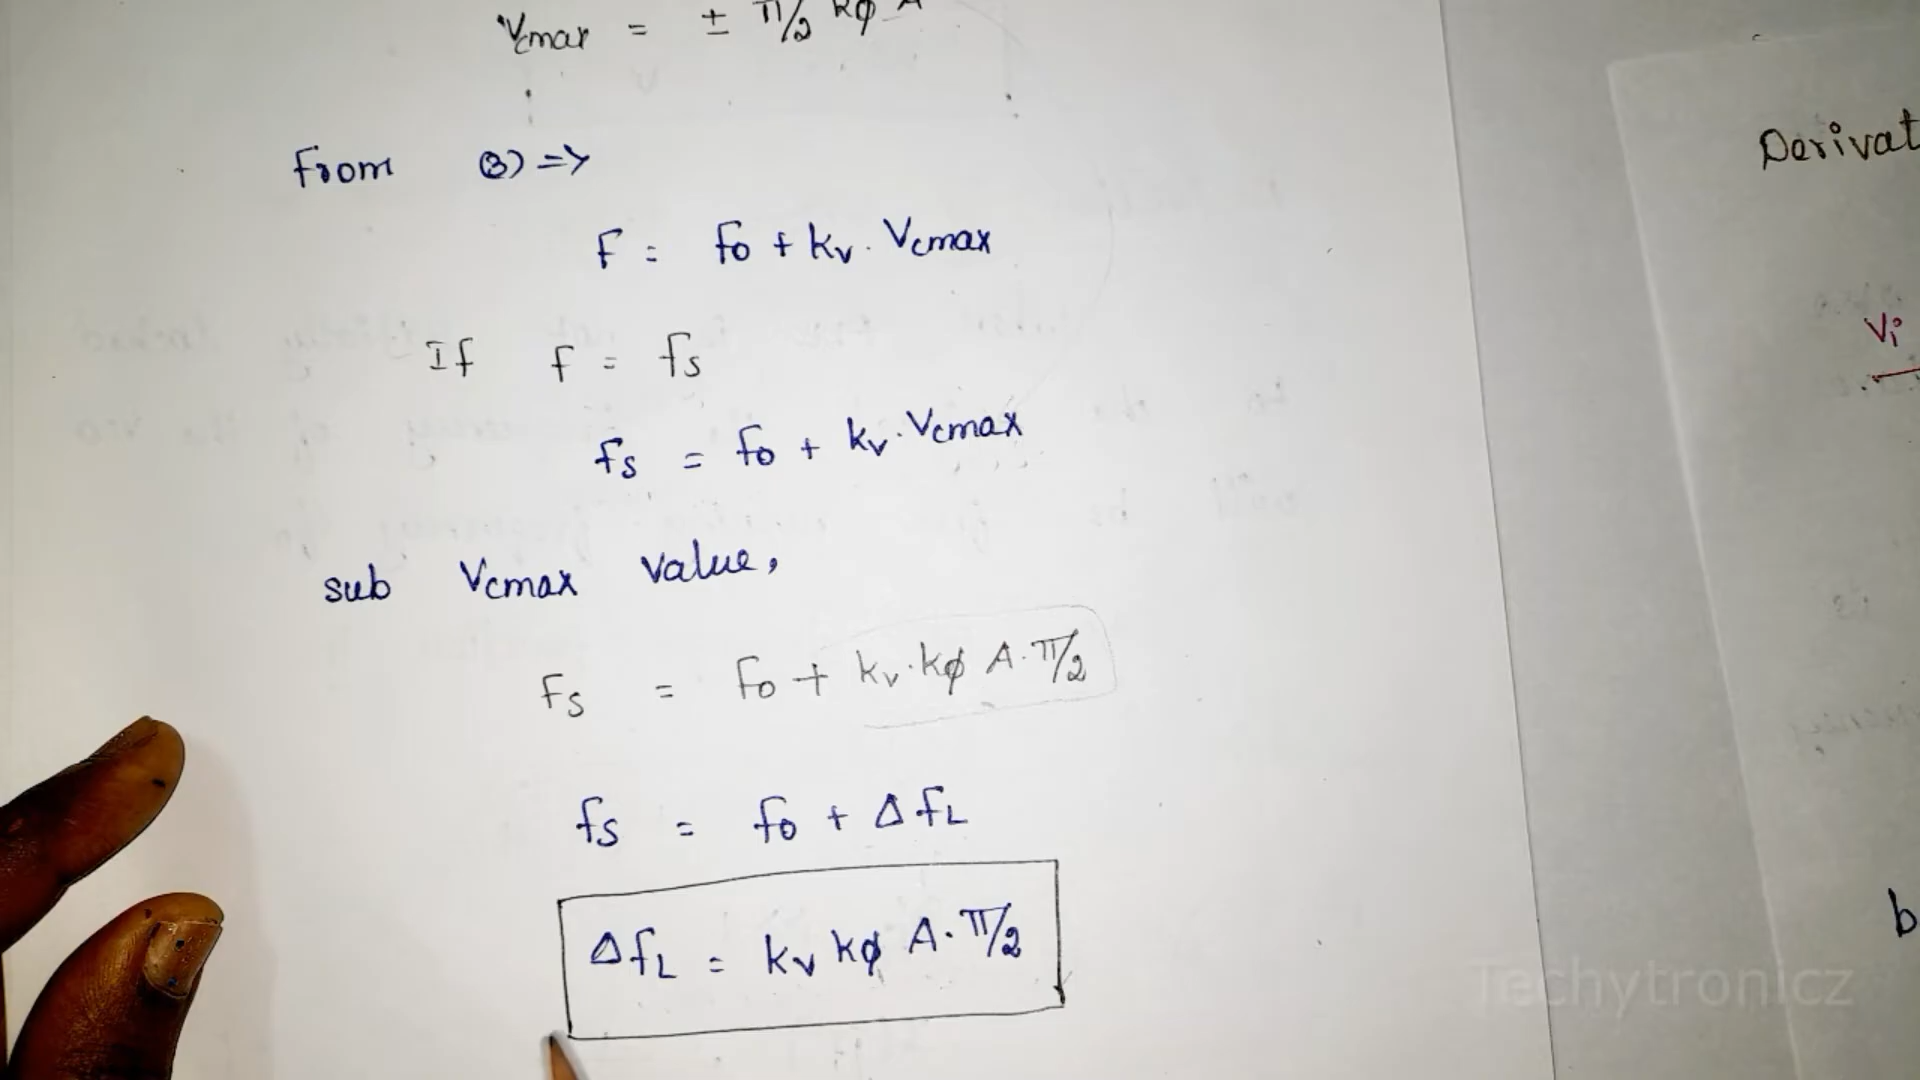 Vcmax = ± π/2 kφ A
From (3) =>
F = Fo + kv . Vcmax
If f = fs
fs = fo + kv . Vcmax
sub Vcmax value,
Fs = Fo + kv . kφ A . π/2
fs = fo + Δ fL
ΔfL = kv kφ A . π/2
Derivat
Vi
b
Techytronicz